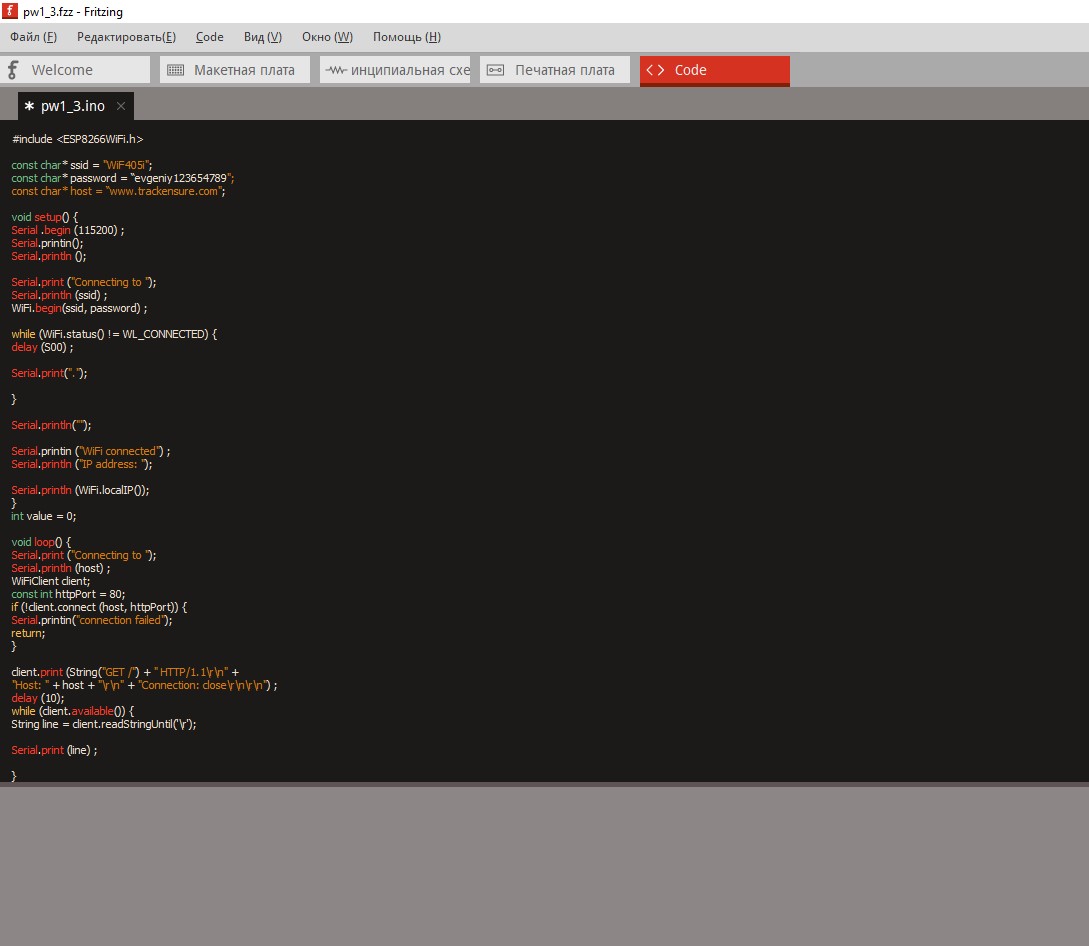 pw1_3.fzz - Fritzing
Файл (F) Редактировать(E) Code Вид (V) Окно (W) Помощь (H)
Welcome Макетная плата инципиальная схе Печатная плата Code
* pw1_3.ino ×
#include <ESP8266WiFi.h>
const char* ssid = "WiF405i";
const char* password = “evgeniy123654789";
const char* host = “www.trackensure.com";
void setup() {
Serial .begin (115200) ;
Serial.printin();
Serial.println ();
Serial.print ("Connecting to ");
Serial.println (ssid) ;
WiFi.begin(ssid, password) ;
while (WiFi.status() != WL_CONNECTED) {
delay (S00) ;
Serial.print(".");
}
Serial.println("");
Serial.printin ("WiFi connected") ;
Serial.println ("IP address: ");
Serial.println (WiFi.localIP());
}
int value = 0;
void loop() {
Serial.print ("Connecting to ");
Serial.println (host) ;
WiFiClient client;
const int httpPort = 80;
if (!client.connect (host, httpPort)) {
Serial.printin("connection failed");
return;
}
client.print (String("GET /") + " HTTP/1.1\r\n" +
"Host: " + host + "\r\n" + "Connection: close\r\n\r\n") ;
delay (10);
while (client.available()) {
String line = client.readStringUntil('\r');
Serial.print (line) ;
}